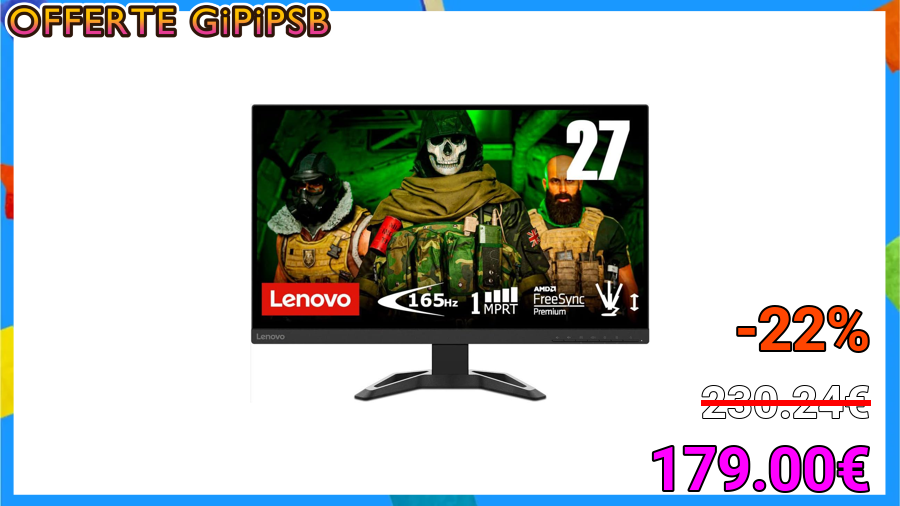 OFFERTE GiPiPSB
27
Lenovo
165Hz
1 MPRT
AMD
FreeSync
Premium
Lenovo
-22%
230.24€
179.00€